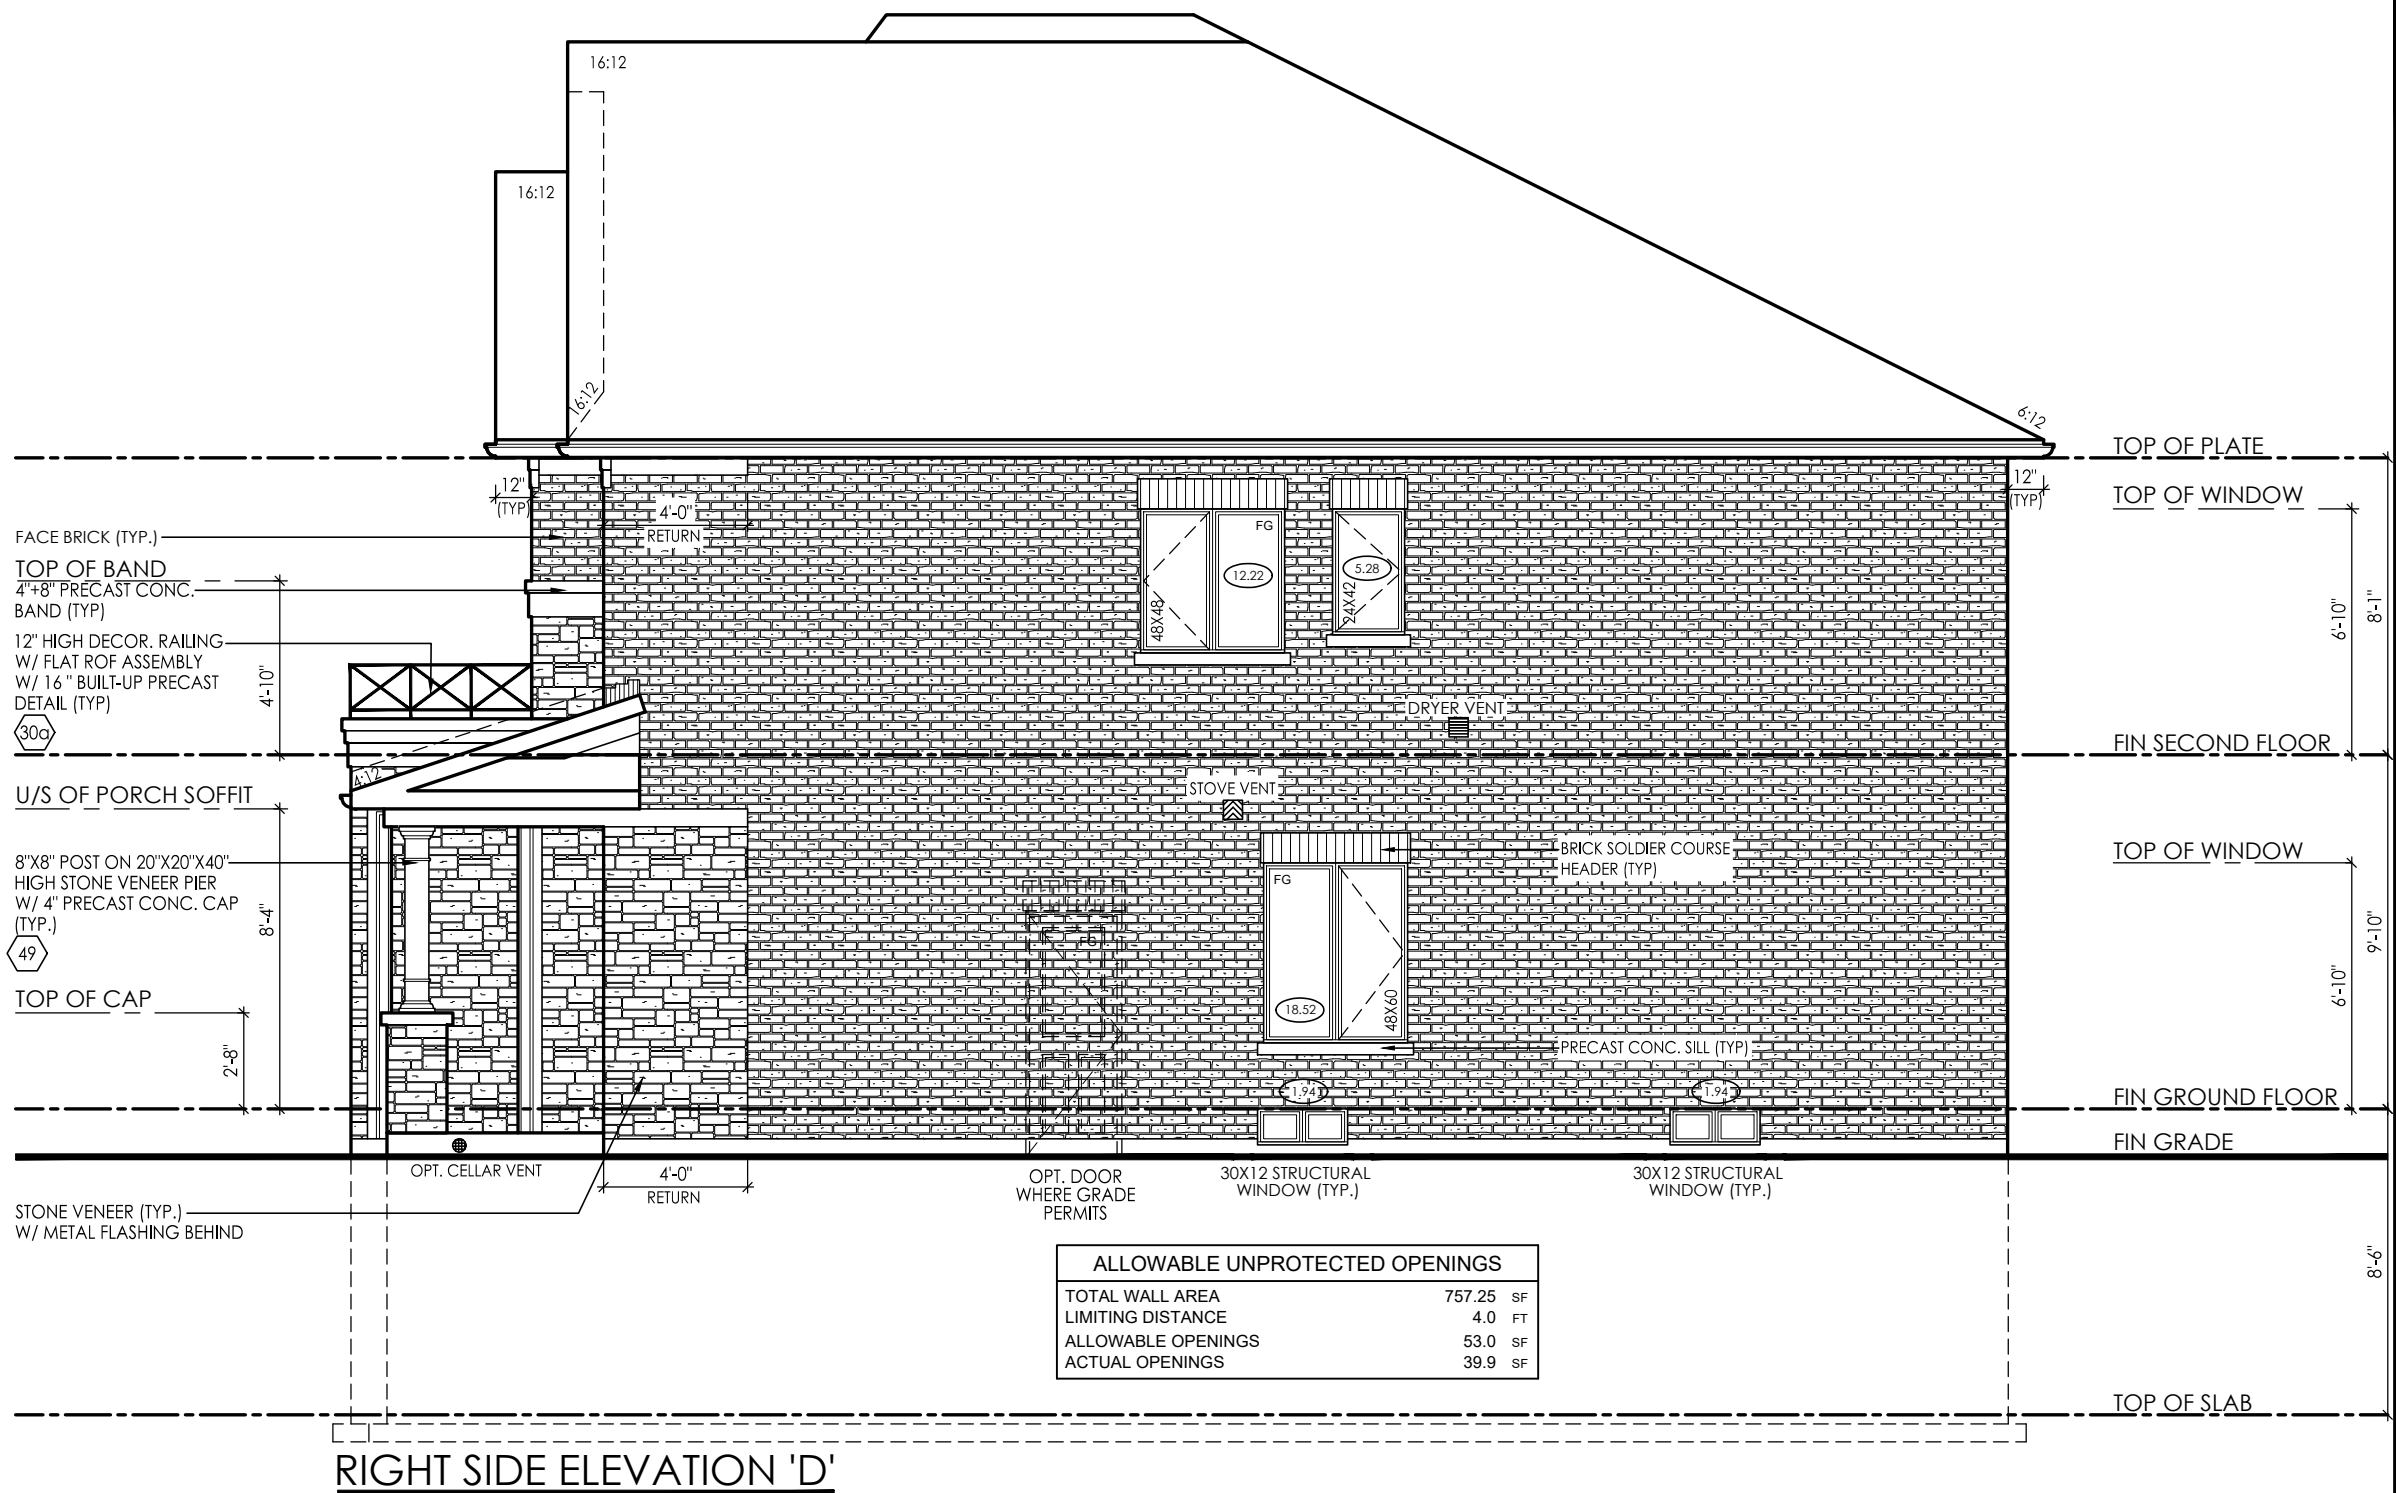 16:12
16:12
16:12
6:12
TOP OF PLATE
12"
(TYP)
4'-0"
RETURN
12"
(TYP)
TOP OF WINDOW
FACE BRICK (TYP.)
TOP OF BAND
4"+8" PRECAST CONC.
BAND (TYP)
12" HIGH DECOR. RAILING
W/ FLAT ROF ASSEMBLY
W/ 16 " BUILT-UP PRECAST
DETAIL (TYP)
30a
4'-10"
FG
12.22
48X48
5.28
24X42
6'-10"
8'-1"
DRYER VENT
FIN SECOND FLOOR
4:12
STOVE VENT
U/S OF PORCH SOFFIT
8"X8" POST ON 20"X20"X40"
HIGH STONE VENEER PIER
W/ 4" PRECAST CONC. CAP
(TYP.)
49
8'-4"
BRICK SOLDIER COURSE
HEADER (TYP)
TOP OF WINDOW
FG
FG
18.52
48X60
6'-10"
9'-10"
TOP OF CAP
2'-8"
PRECAST CONC. SILL (TYP)
1.94
1.94
FIN GROUND FLOOR
FIN GRADE
OPT. CELLAR VENT
4'-0"
RETURN
OPT. DOOR
WHERE GRADE
PERMITS
30X12 STRUCTURAL
WINDOW (TYP.)
30X12 STRUCTURAL
WINDOW (TYP.)
STONE VENEER (TYP.)
W/ METAL FLASHING BEHIND
8'-6"
ALLOWABLE UNPROTECTED OPENINGS
TOTAL WALL AREA 757.25 SF
LIMITING DISTANCE 4.0 FT
ALLOWABLE OPENINGS 53.0 SF
ACTUAL OPENINGS 39.9 SF
TOP OF SLAB
RIGHT SIDE ELEVATION 'D'